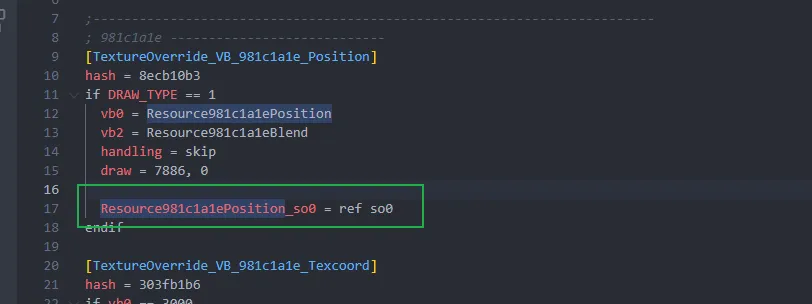 7 ;----------------------------------------------------------------------
8 ; 981c1a1e ---------------------------
9 [TextureOverride_VB_981c1a1e_Position]
10 hash = 8ecb10b3
11 if DRAW_TYPE == 1
12 vb0 = Resource981c1a1ePosition
13 vb2 = Resource981c1a1eBlend
14 handling = skip
15 draw = 7886, 0
16
17 Resource981c1a1ePosition_so0 = ref so0
18 endif
19
20 [TextureOverride_VB_981c1a1e_Texcoord]
21 hash = 303fb1b6
22 if vb0 == 3000